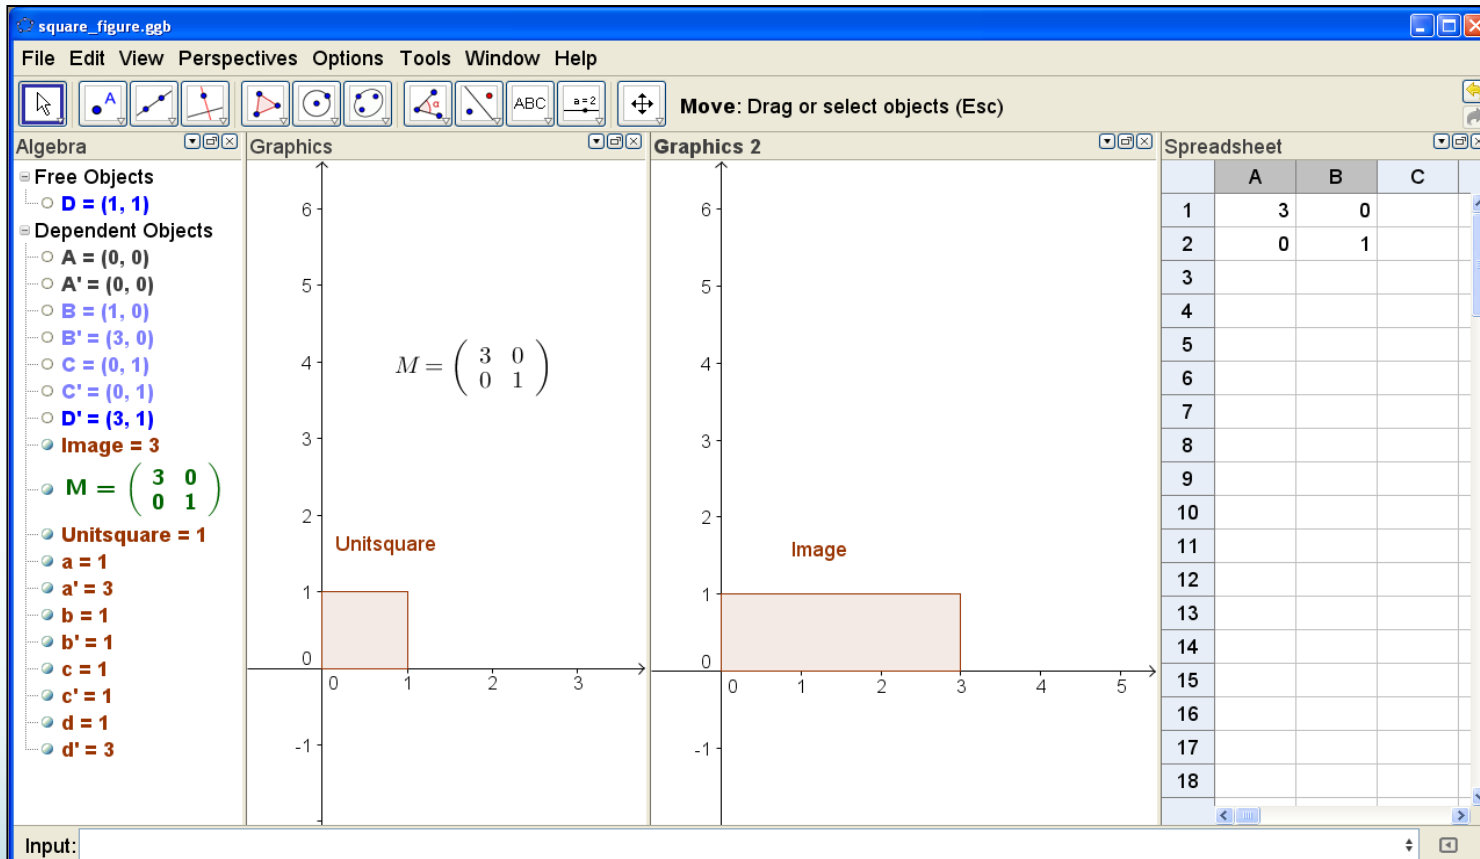 square_figure.ggb
File Edit View Perspectives Options Tools Window Help
A α ABC a=2 Move: Drag or select objects (Esc)
Algebra
Free Objects
D = (1, 1)
Dependent Objects
A = (0, 0)
A' = (0, 0)
B = (1, 0)
B' = (3, 0)
C = (0, 1)
C' = (0, 1)
D' = (3, 1)
Image = 3
M = ( 3 0
0 1 )
Unitsquare = 1
a = 1
a' = 3
b = 1
b' = 1
c = 1
c' = 1
d = 1
d' = 3
Graphics
6
5
4
3
2
1
0
-1
0 1 2 3
M = ( 3 0
0 1 )
Unitsquare
Graphics 2
6
5
4
3
2
1
0
-1
0 1 2 3 4 5
Image
Spreadsheet
A B C
1 3 0
2 0 1
3
4
5
6
7
8
9
10
11
12
13
14
15
16
17
18
Input: